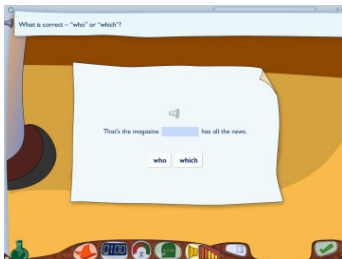 What is correct – "who" or "which"?
That's the magazine has all the news.
who which